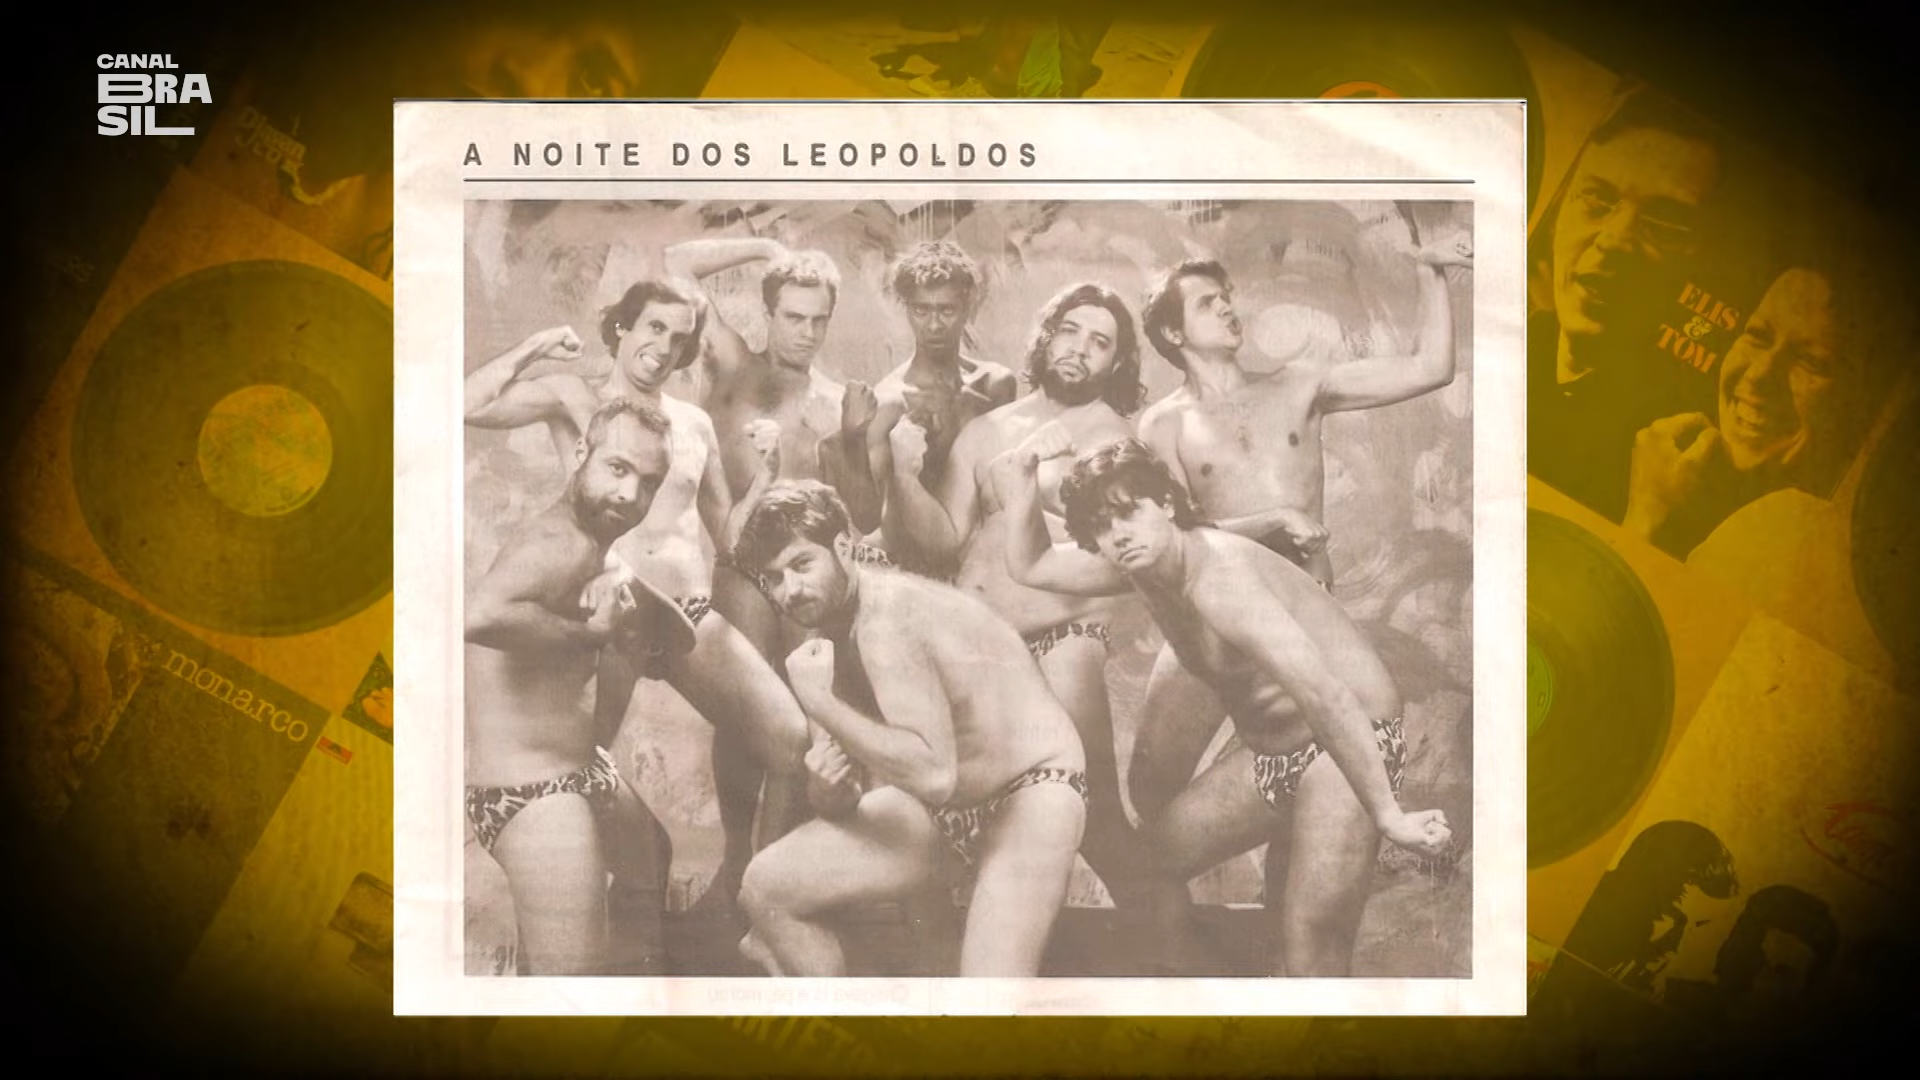 CANAL
BRA
SIL
A NOITE DOS LEOPOLDOS
ELIS
&
TOM
monarco